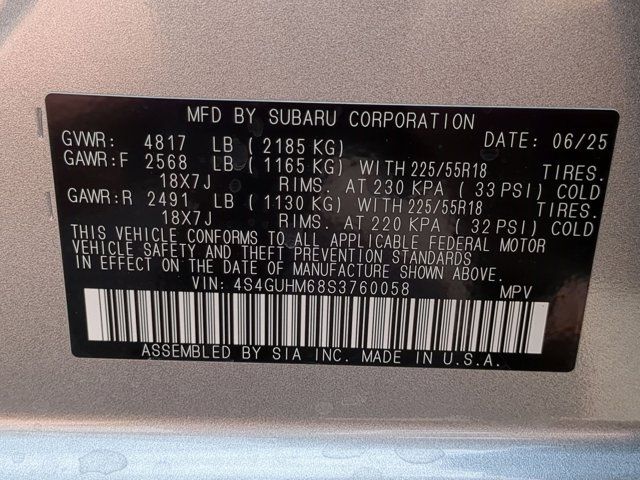 MFD BY SUBARU CORPORATION
GVWR: 4817 LB (2185 KG) DATE: 06/25
GAWR:F 2568 LB (1165 KG) WITH 225/55R18 TIRES.
18X7J RIMS. AT 230 KPA (33 PSI) COLD
GAWR:R 2491 LB (1130 KG) WITH 225/55R18 TIRES.
18X7J RIMS. AT 220 KPA (32 PSI) COLD
THIS VEHICLE CONFORMS TO ALL APPLICABLE FEDERAL MOTOR
VEHICLE SAFETY AND THEFT PREVENTION STANDARDS
IN EFFECT ON THE DATE OF MANUFACTURE SHOWN ABOVE.
VIN: 4S4GUHM68S3760058 MPV
ASSEMBLED BY SIA INC. MADE IN U.S.A.